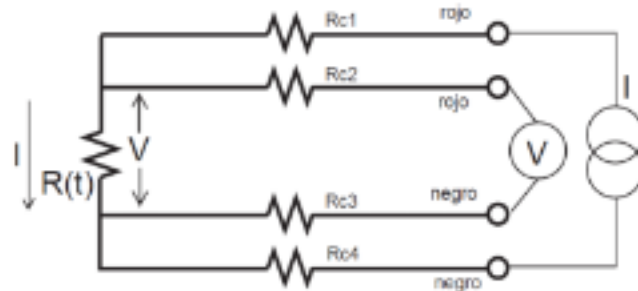 Rc1
rojo
Rc2
rojo
I
I
V
V
R(t)
Rc3
negro
Rc4
negro